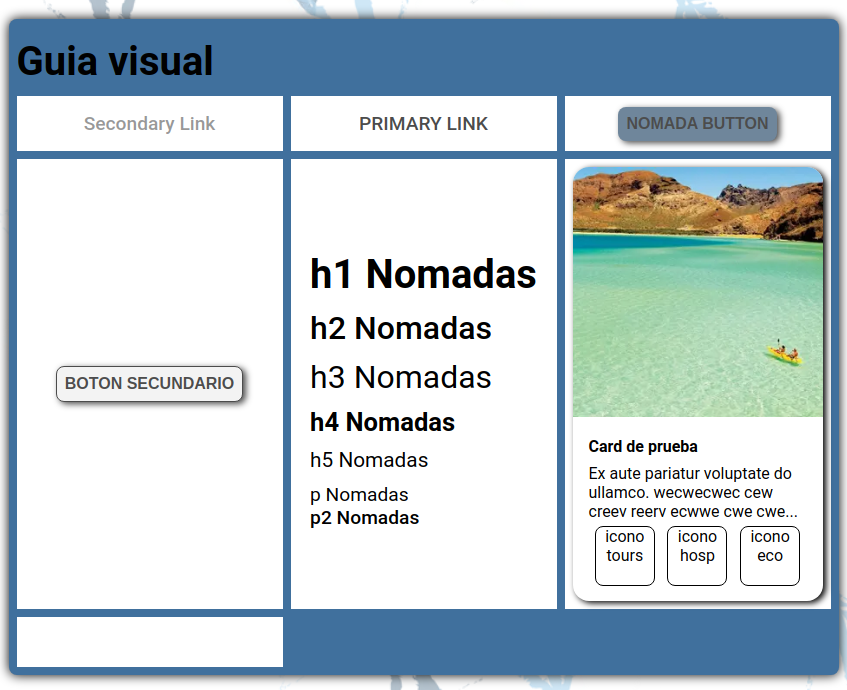 Guia visual
Secondary Link
PRIMARY LINK
NOMADA BUTTON
BOTON SECUNDARIO
h1 Nomadas
h2 Nomadas
h3 Nomadas
h4 Nomadas
h5 Nomadas
p Nomadas
p2 Nomadas
Card de prueba
Ex aute pariatur voluptate do
ullamco. wecwecwec cew
creev reerv ecwwe cwe cwe...
icono
tours
icono
hosp
icono
eco